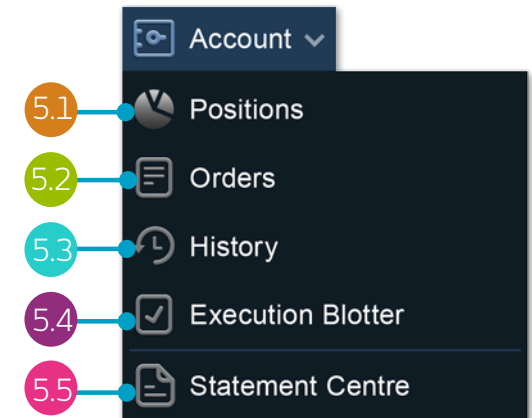 Account
5.1 Positions
5.2 Orders
5.3 History
5.4 Execution Blotter
5.5 Statement Centre